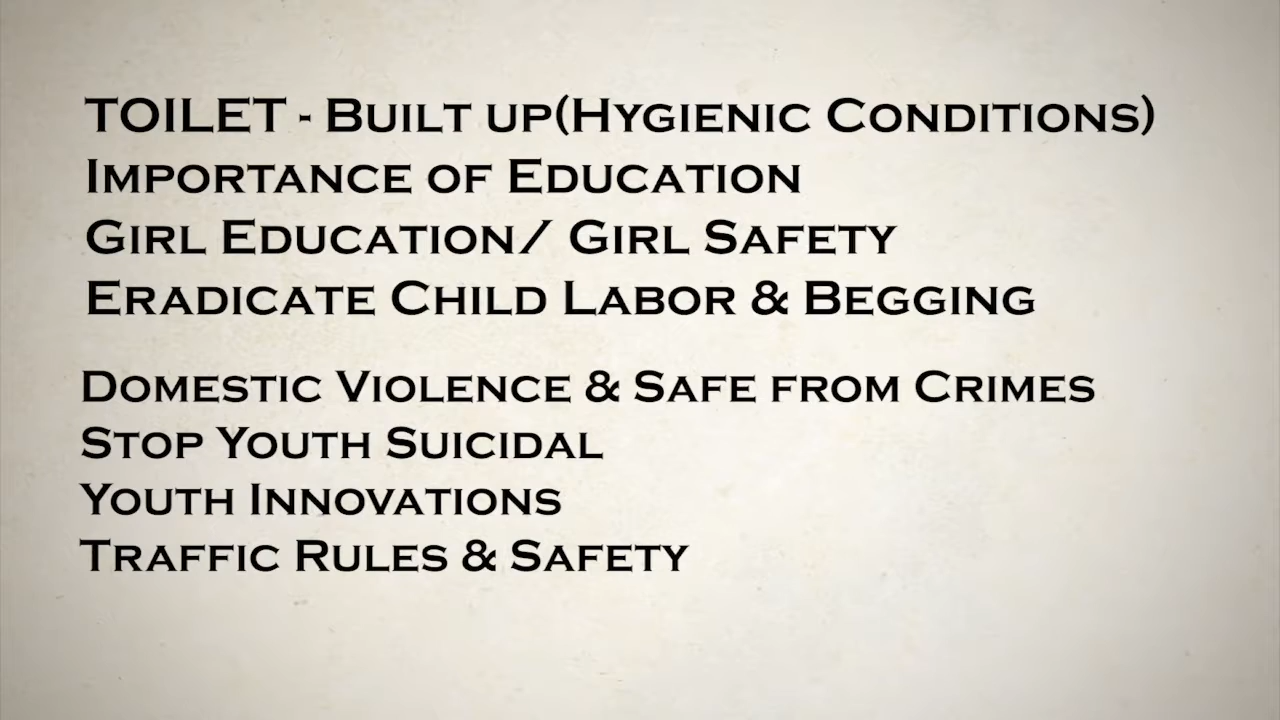 TOILET - Built up(Hygienic Conditions)
Importance of Education
Girl Education/ Girl Safety
Eradicate Child Labor & Begging
Domestic Violence & Safe from Crimes
Stop Youth Suicidal
Youth Innovations
Traffic Rules & Safety